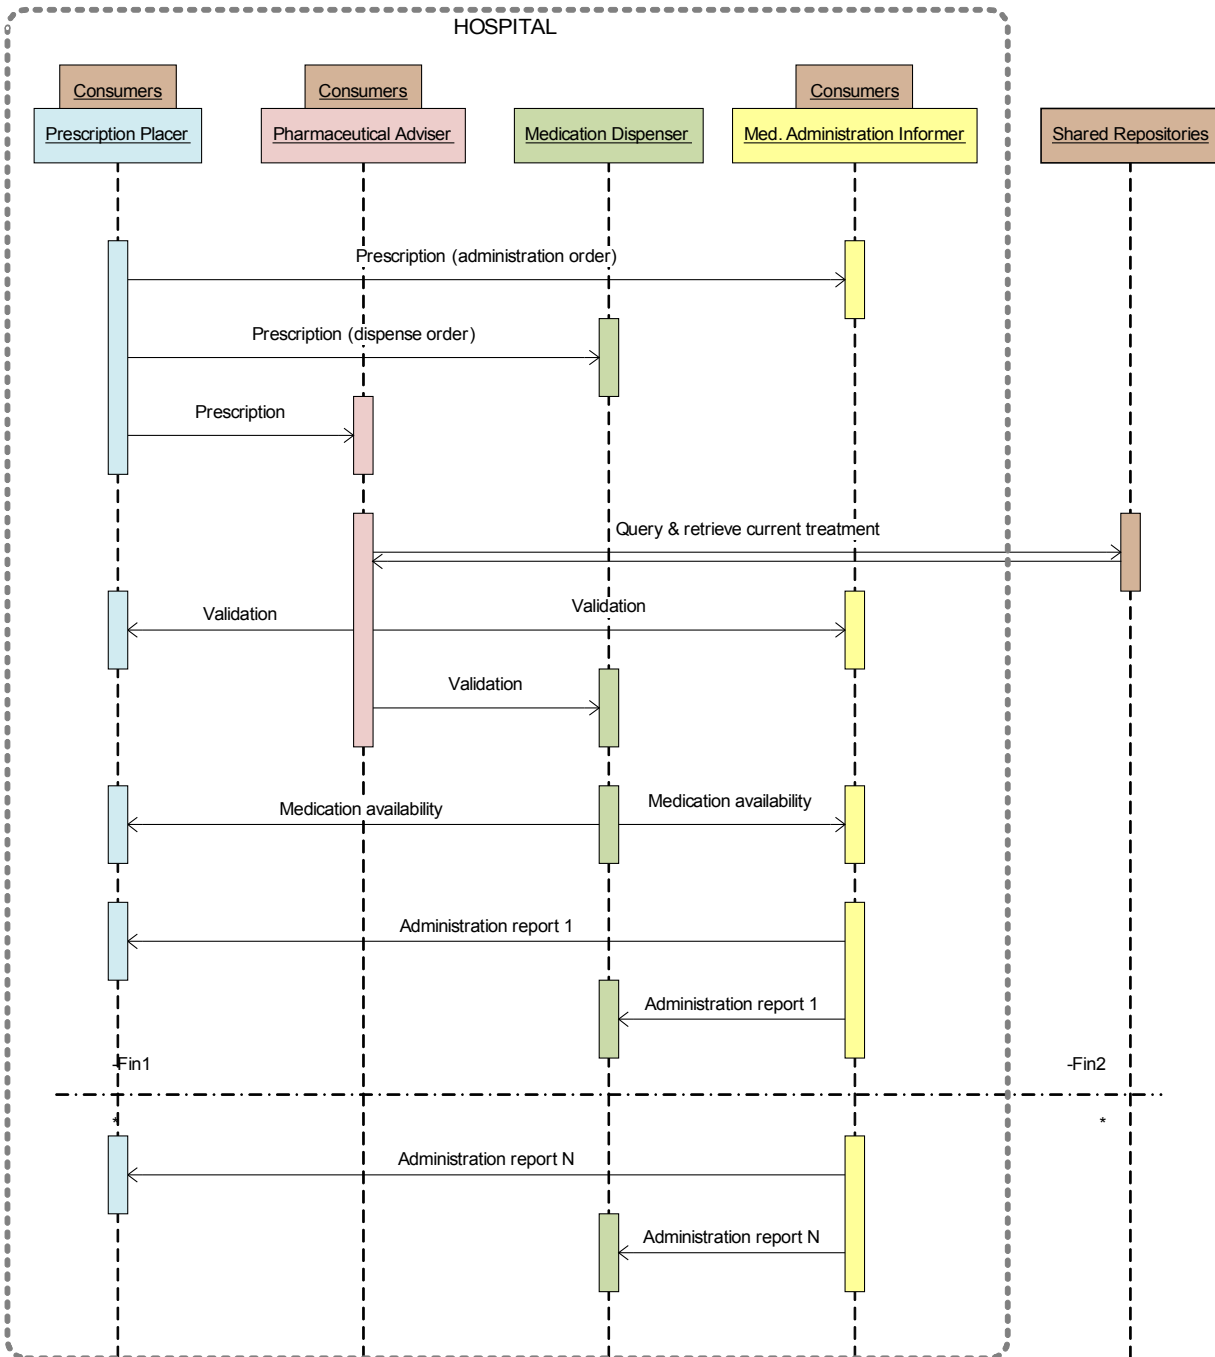 HOSPITAL
Consumers
Consumers
Consumers
Prescription Placer
Pharmaceutical Adviser
Medication Dispenser
Med. Administration Informer
Shared Repositories
Prescription (administration order)
Prescription (dispense order)
Prescription
Query & retrieve current treatment
Validation
Validation
Validation
Medication availability
Medication availability
Administration report 1
Administration report 1
-Fin1
-Fin2
*
*
Administration report N
Administration report N